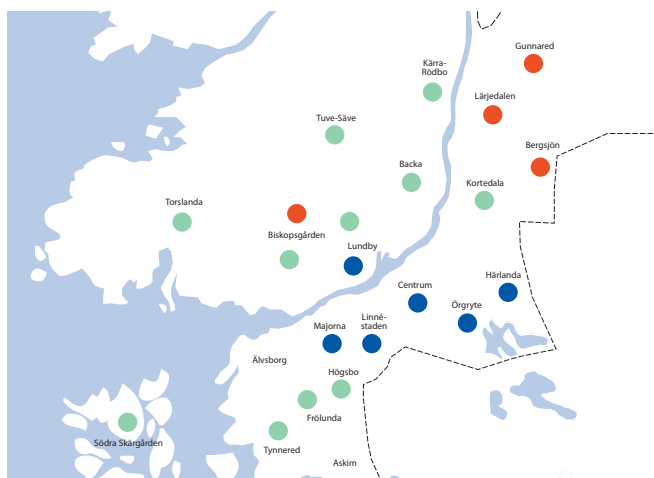 Gunnared
Kärra-
Rödbo
Lärjedalen
Tuve-Säve
Bergsjön
Backa
Kortedala
Torslanda
Biskopsgården
Lundby
Härlanda
Centrum
Örgryte
Majorna
Linné-
staden
Älvsborg
Högsbo
Frölunda
Södra Skärgården
Tynnered
Askim